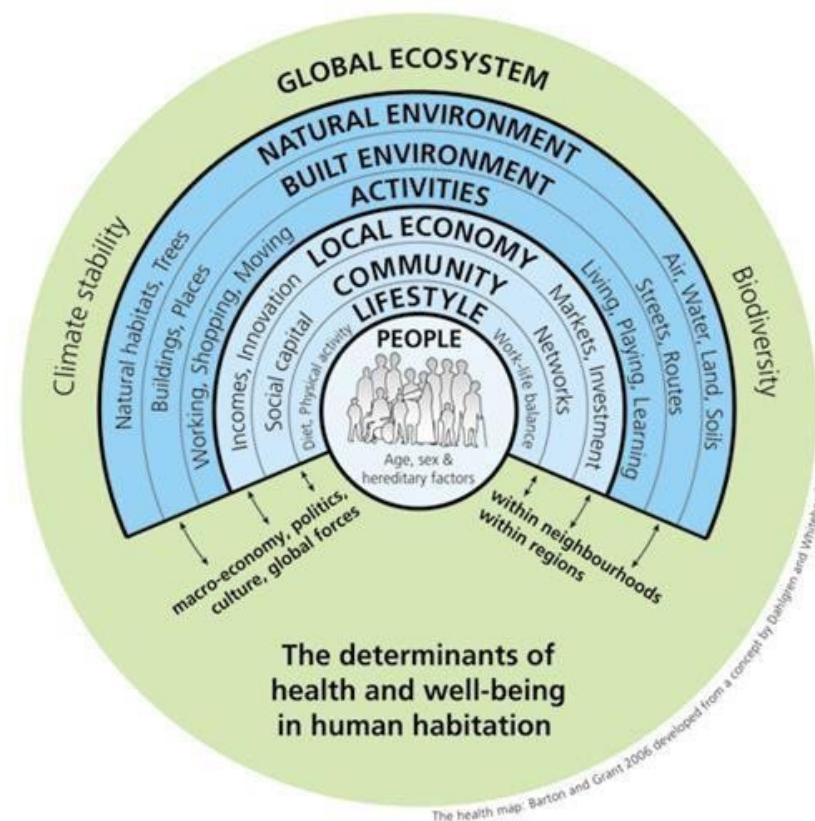 GLOBAL ECOSYSTEM
NATURAL ENVIRONMENT
BUILT ENVIRONMENT
ACTIVITIES
LOCAL ECONOMY
COMMUNITY
LIFESTYLE
PEOPLE
Age, sex &
hereditary factors
Climate stability
Natural habitats, Trees
Buildings, Places
Working, Shopping, Moving
Incomes, Innovation
Social capital
Diet, Physical activity
Work-life balance
Networks
Markets, Investment
Living, Playing, Learning
Streets, Routes
Air, Water, Land, Soils
Biodiversity
macro-economy, politics,
culture, global forces
within neighbourhoods
within regions
The determinants of
health and well-being
in human habitation
The health map: Barton and Grant 2006 developed from a concept by Dahlgren and